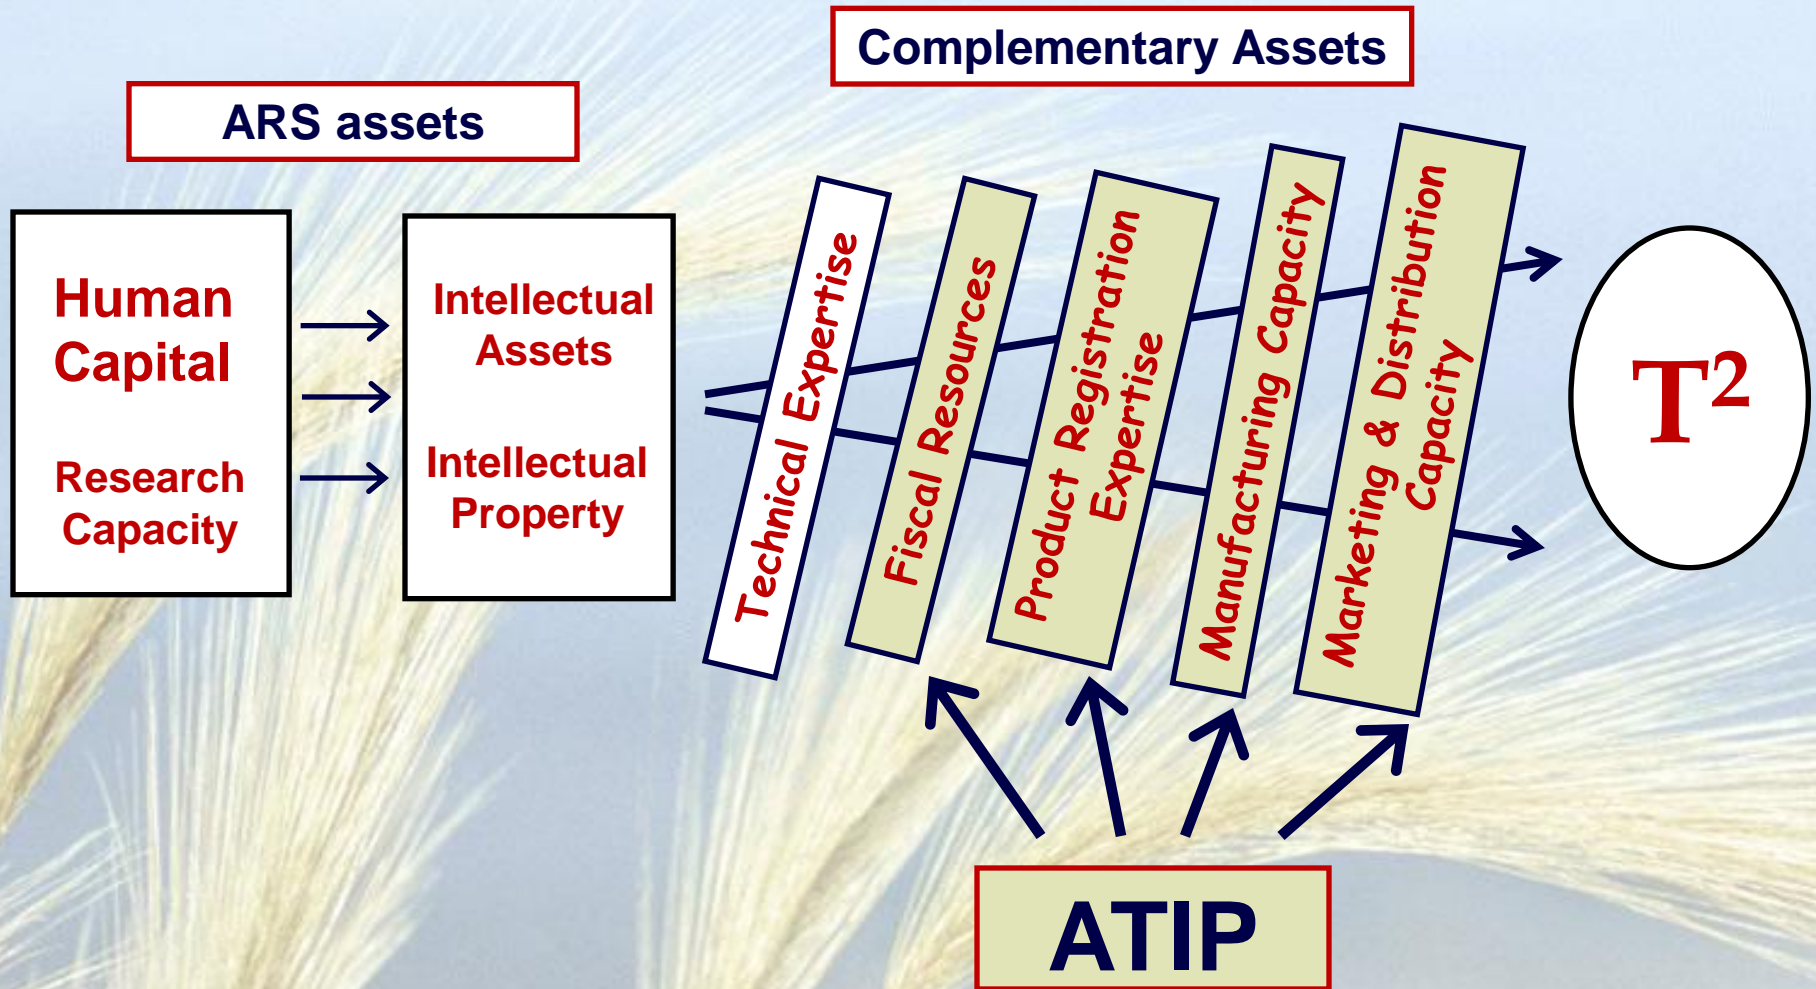 Complementary Assets
ARS assets
Human
Capital
Research
Capacity
Intellectual
Assets
Intellectual
Property
Technical Expertise
Fiscal Resources
Product Registration
Expertise
Manufacturing Capacity
Marketing & Distribution
Capacity
T²
ATIP